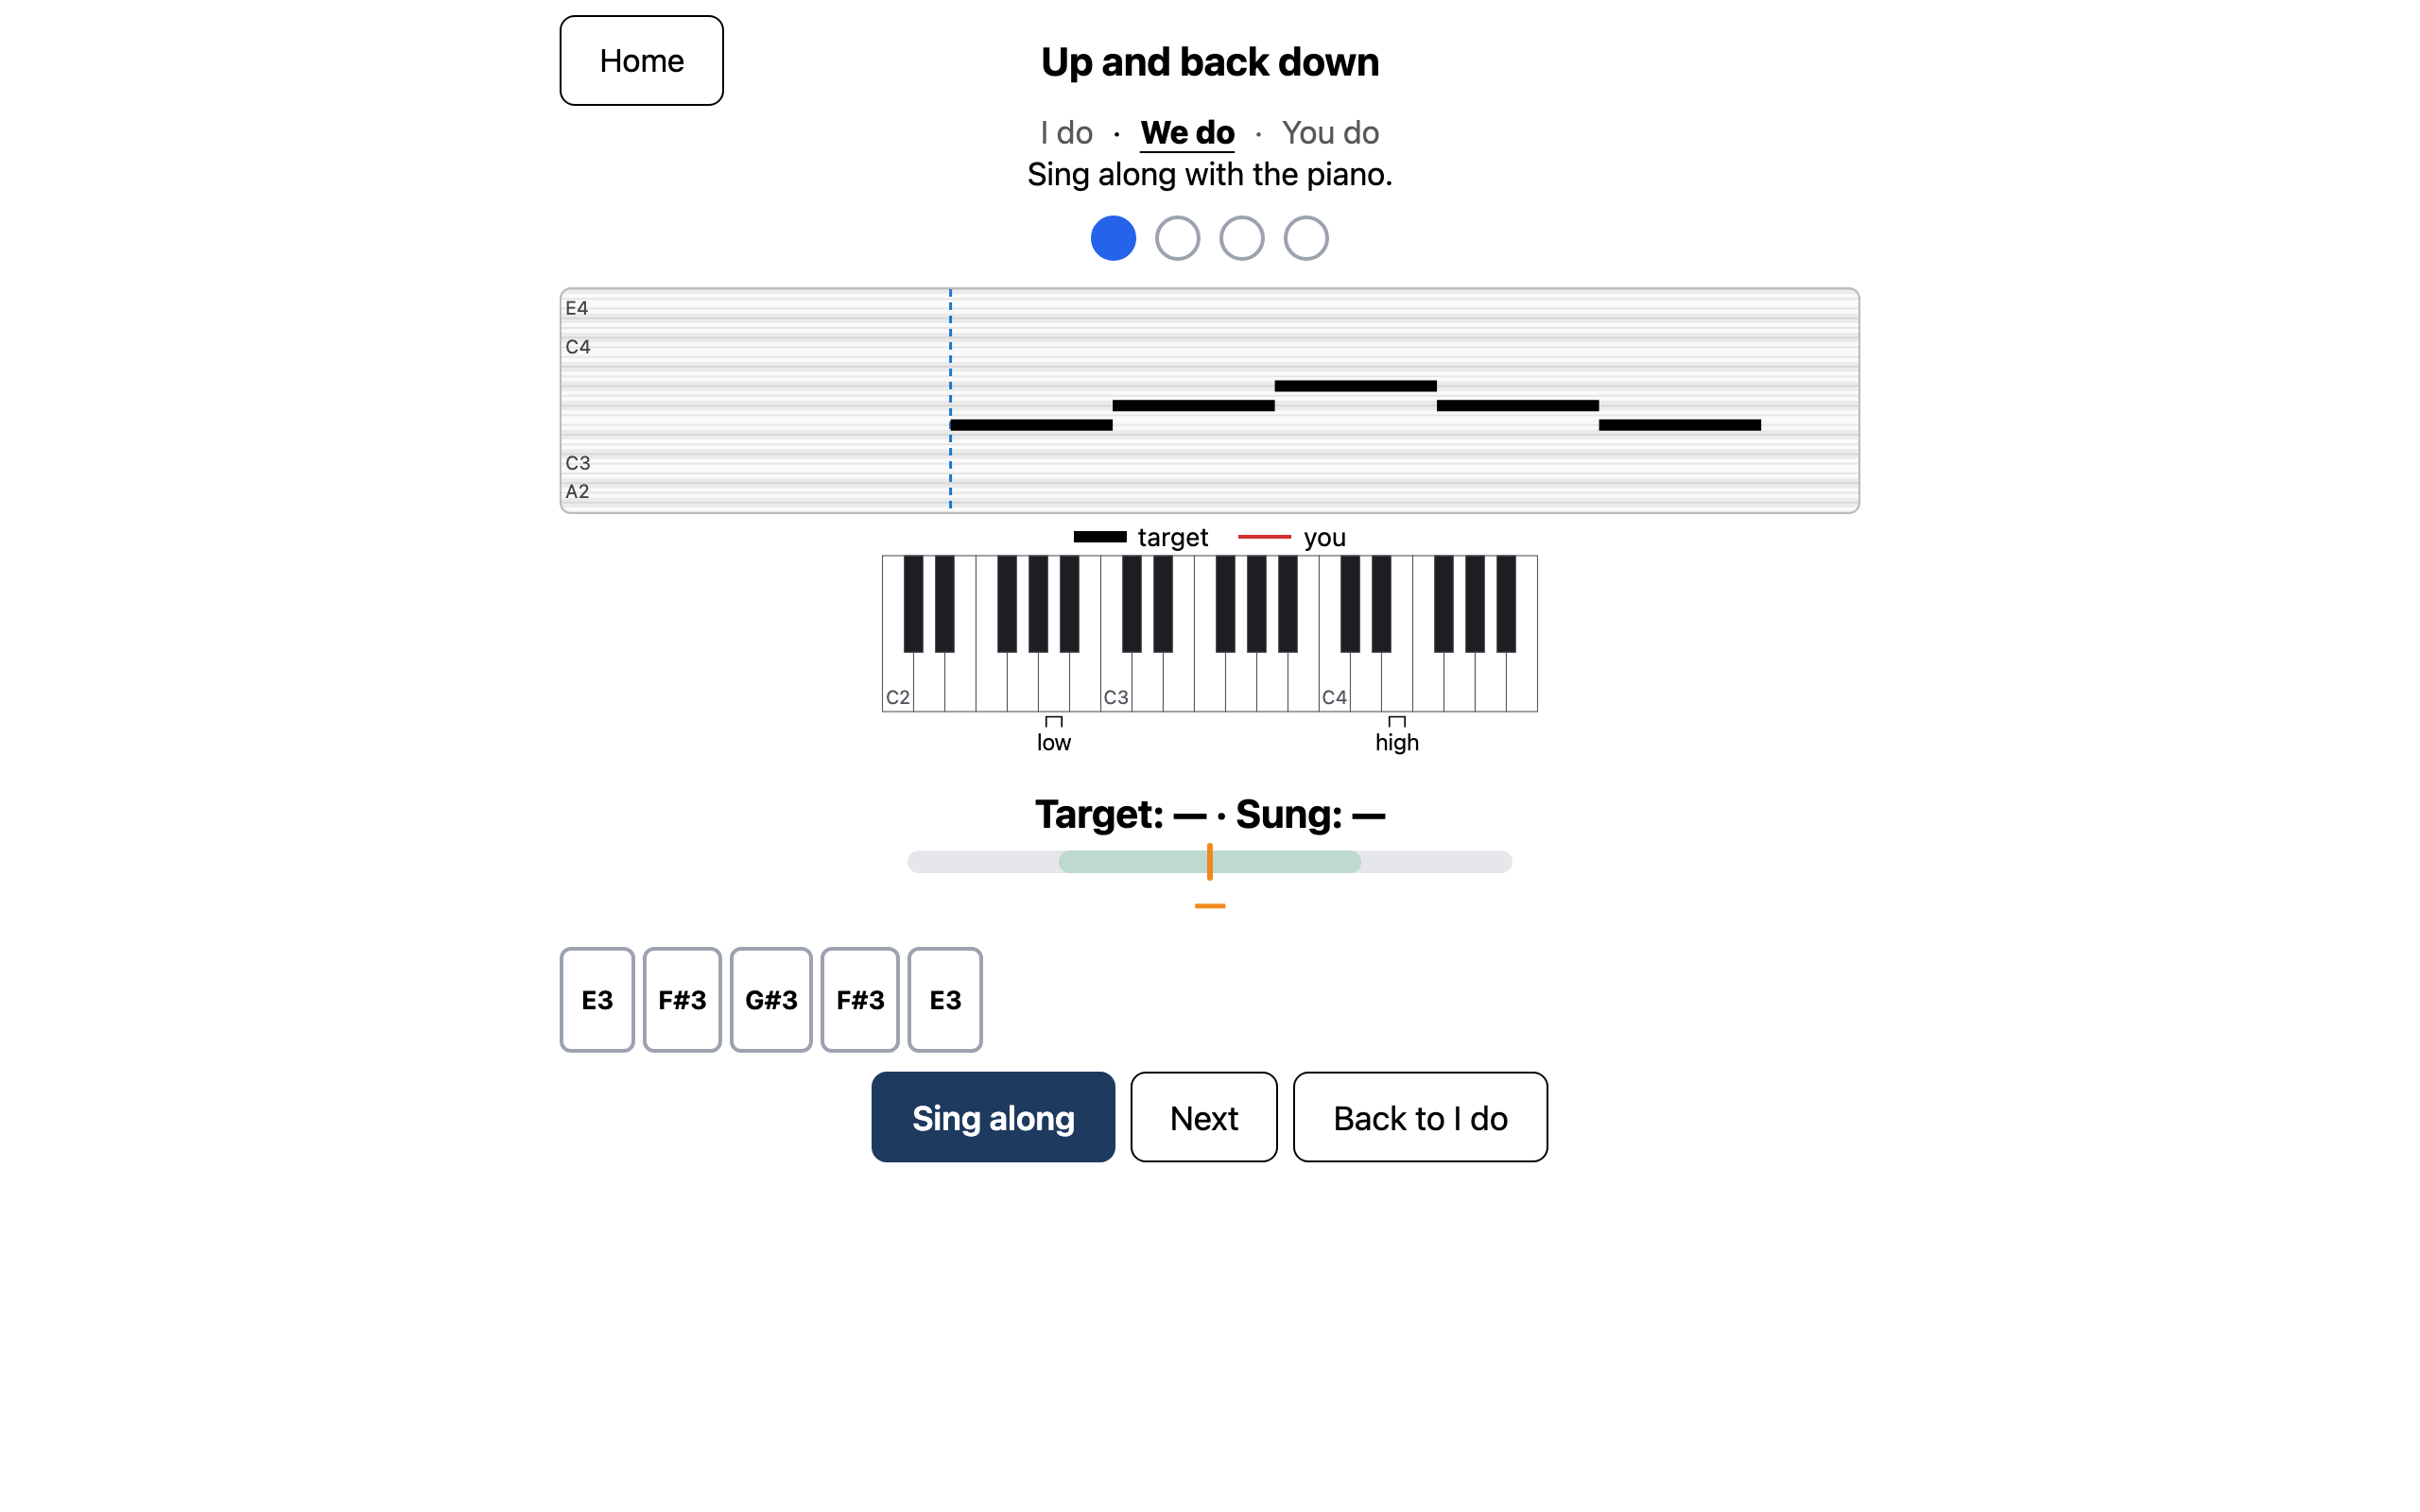 Home
Up and back down
I do · We do · You do
Sing along with the piano.
E4
C4
C3
A2
target you
C2 C3 C4
low high
Target: — · Sung: —
—
E3 F#3 G#3 F#3 E3
Sing along Next Back to I do